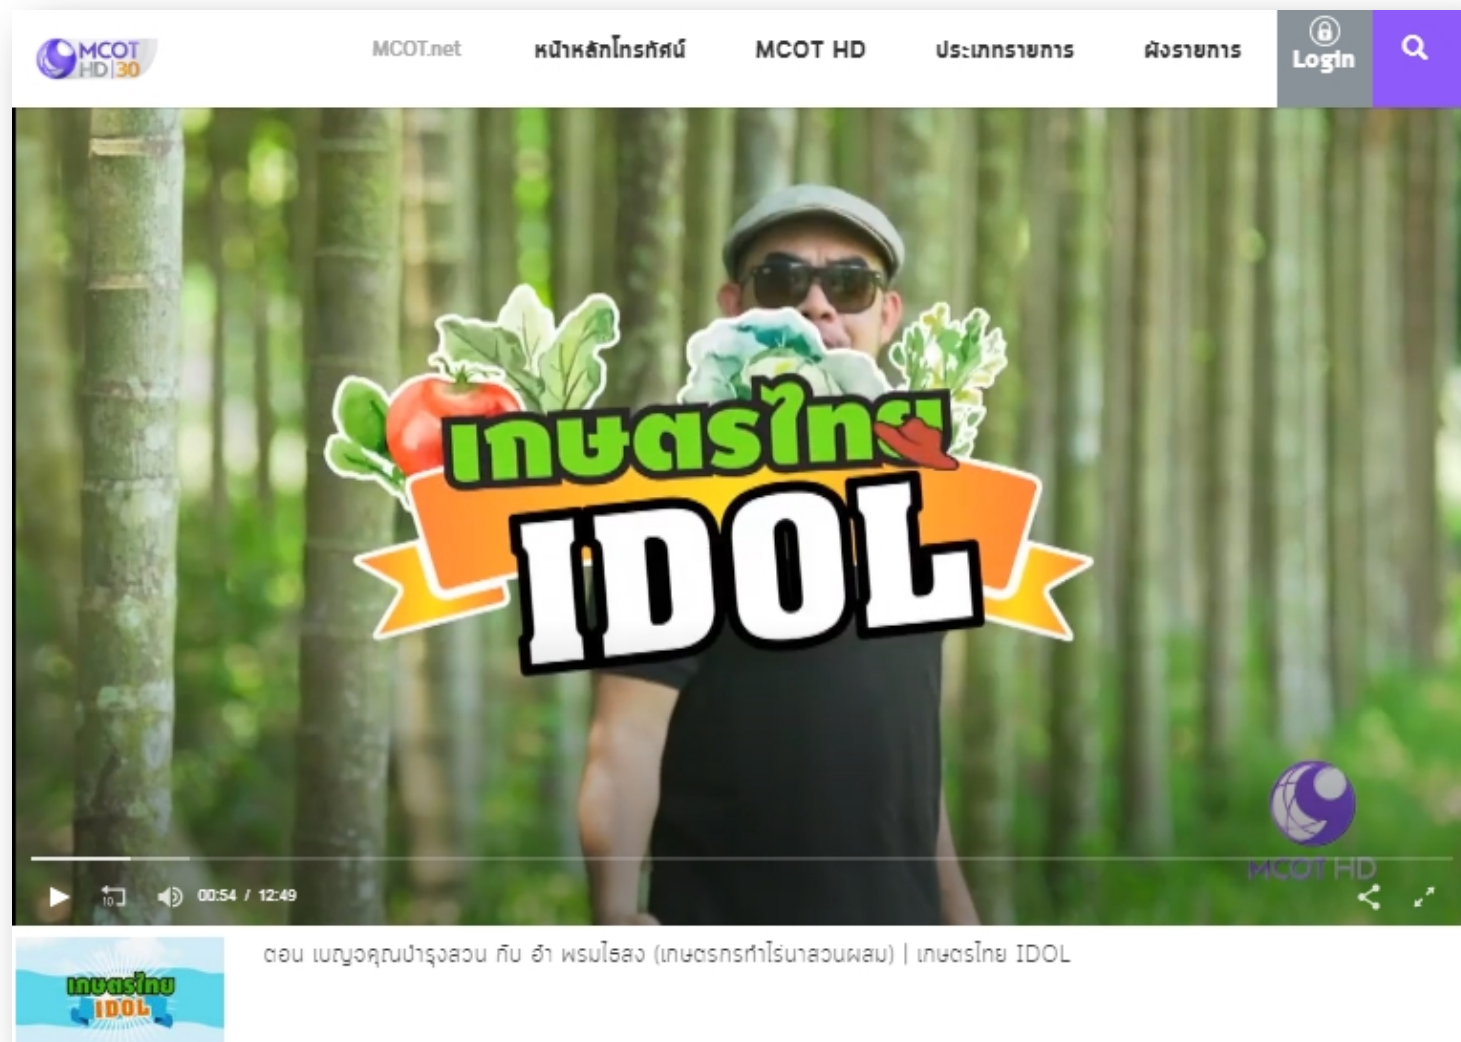 MCOT
HD 30
MCOT.net
หน้าหลักโทรทัศน์
MCOT HD
ประเภทรายการ
ผังรายการ
Login
เกษตรไทย
IDOL
MCOT HD
10
00:54 / 12:49
ตอน เบญจคุณบำรุงสวน กับ อำ พรมไธสง (เกษตรกรทำไร่นาสวนผสม) | เกษตรไทย IDOL
เกษตรไทย
IDOL